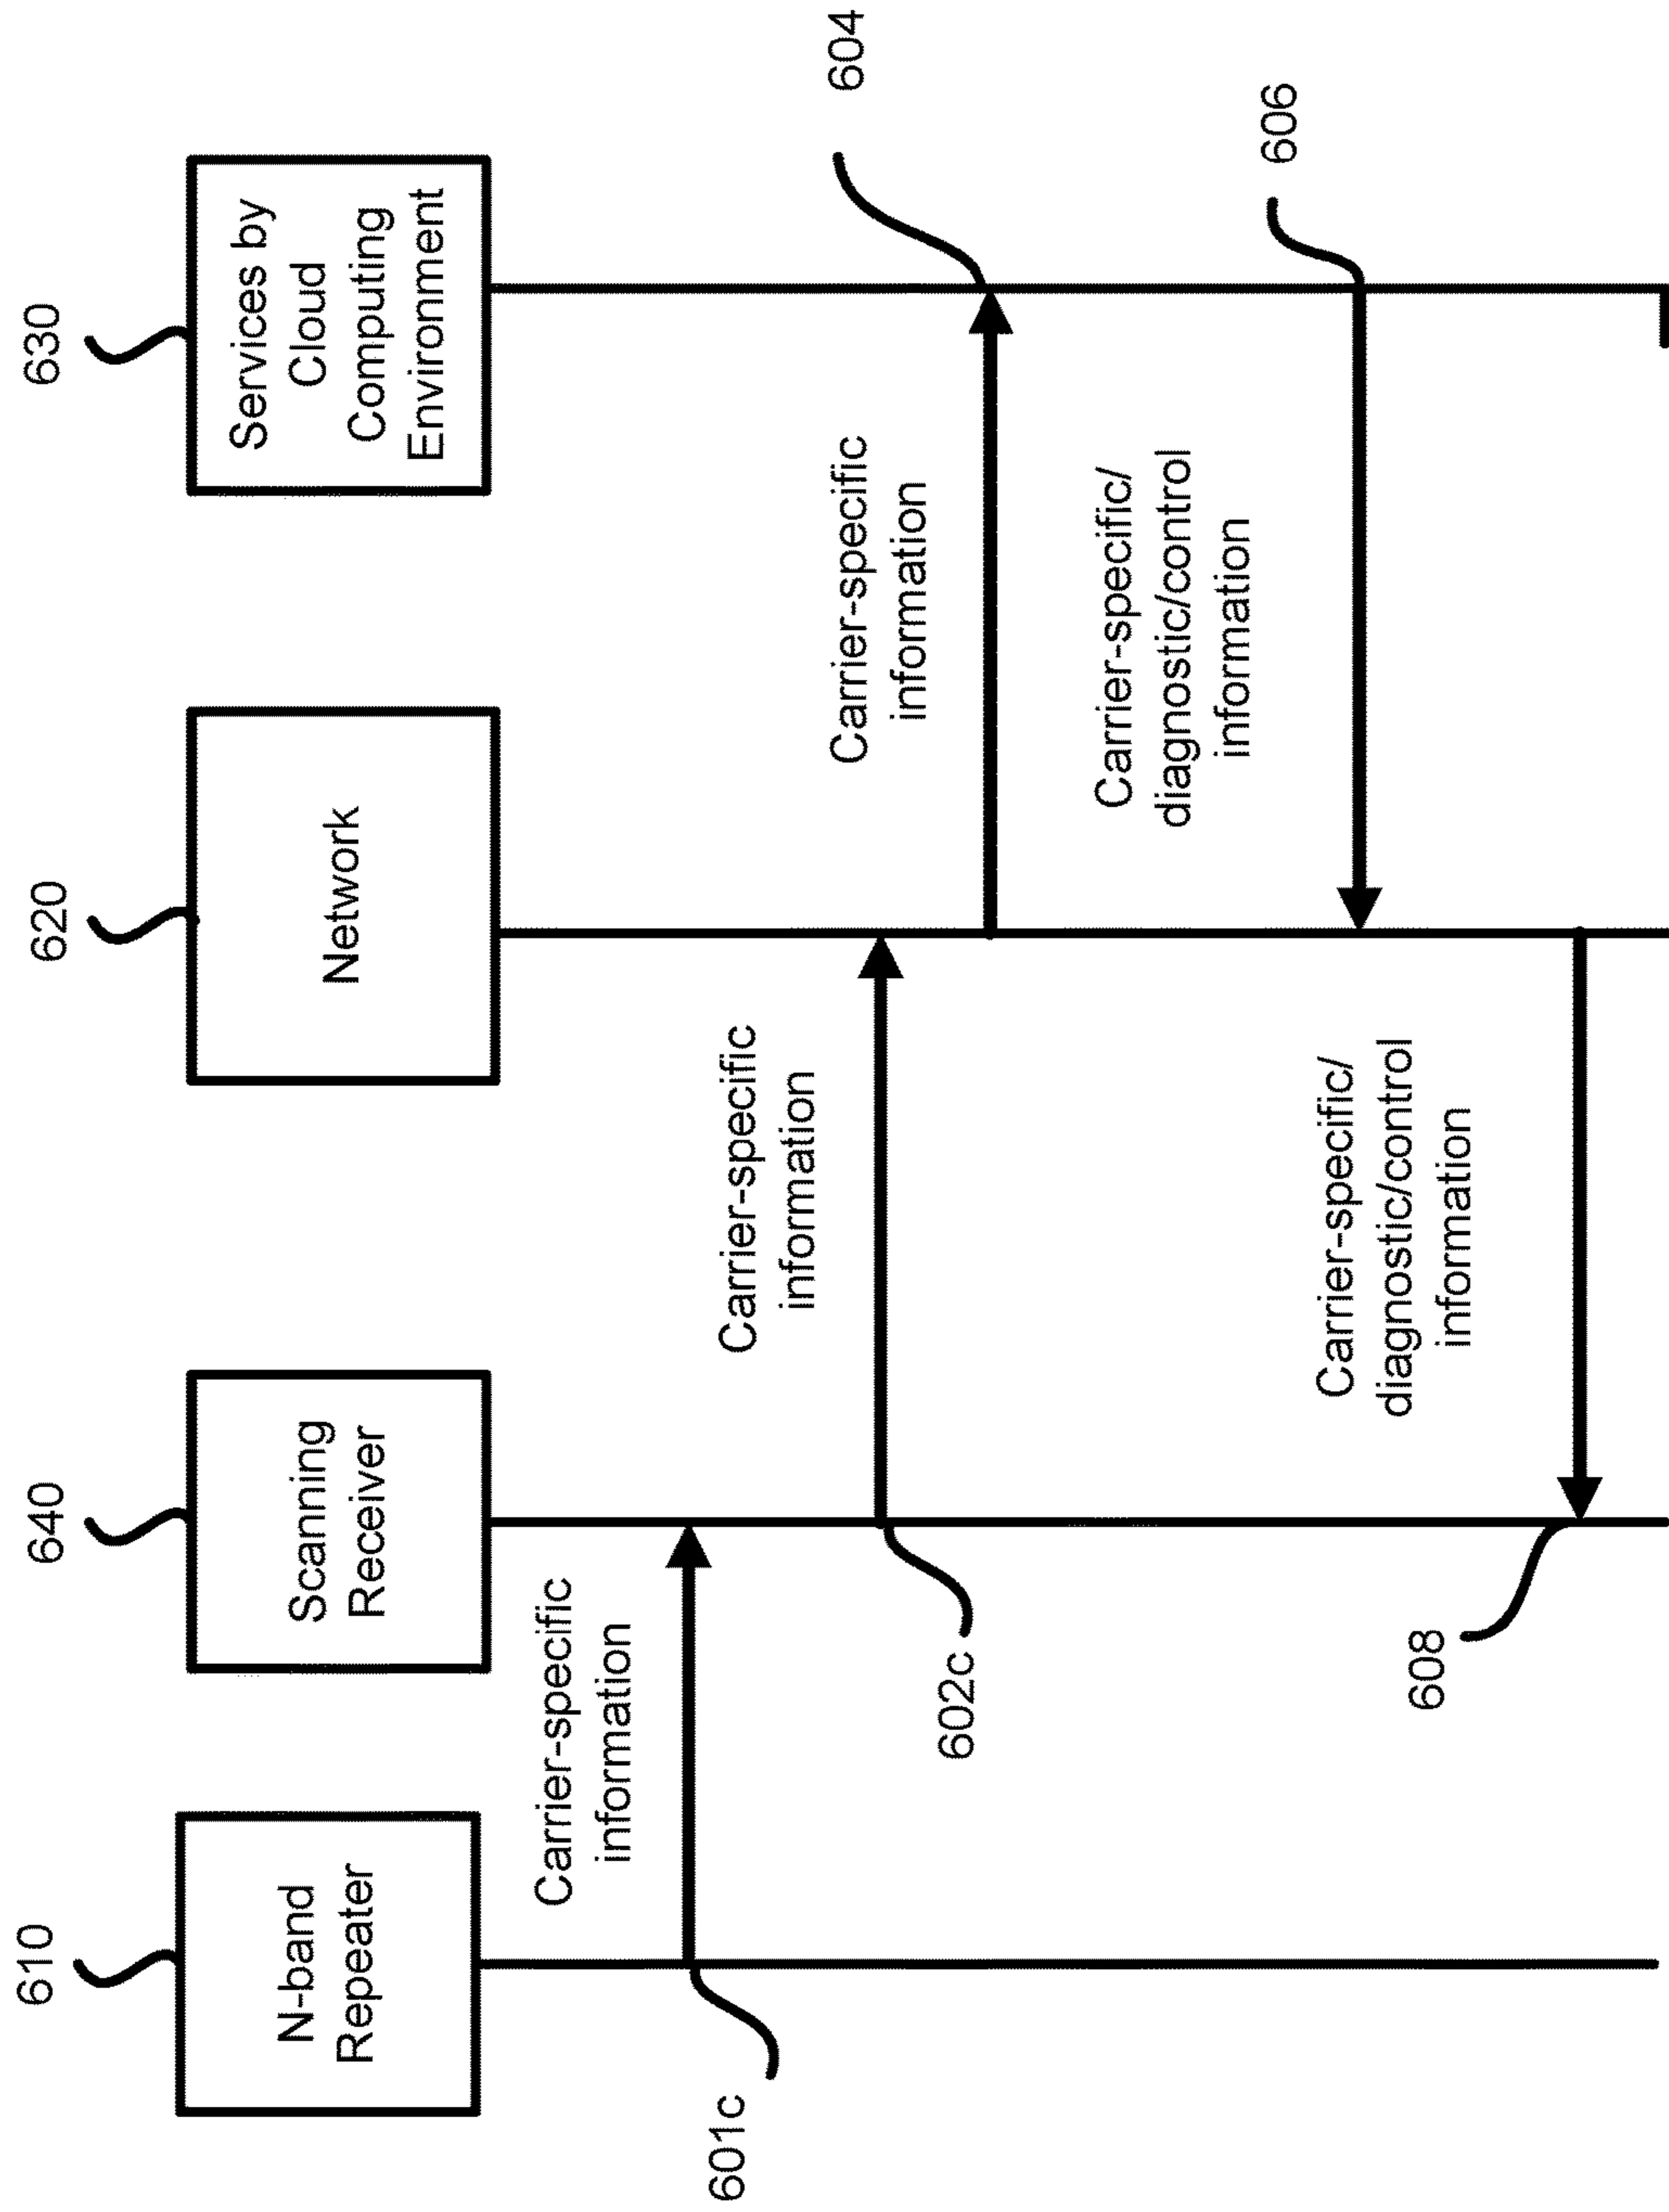 610
640
620
630
N-band
Repeater
Scanning
Receiver
Network
Services by
Cloud
Computing
Environment
Carrier-specific
information
601c
Carrier-specific
information
602c
Carrier-specific
information
604
Carrier-specific/
diagnostic/control
information
606
Carrier-specific/
diagnostic/control
information
608